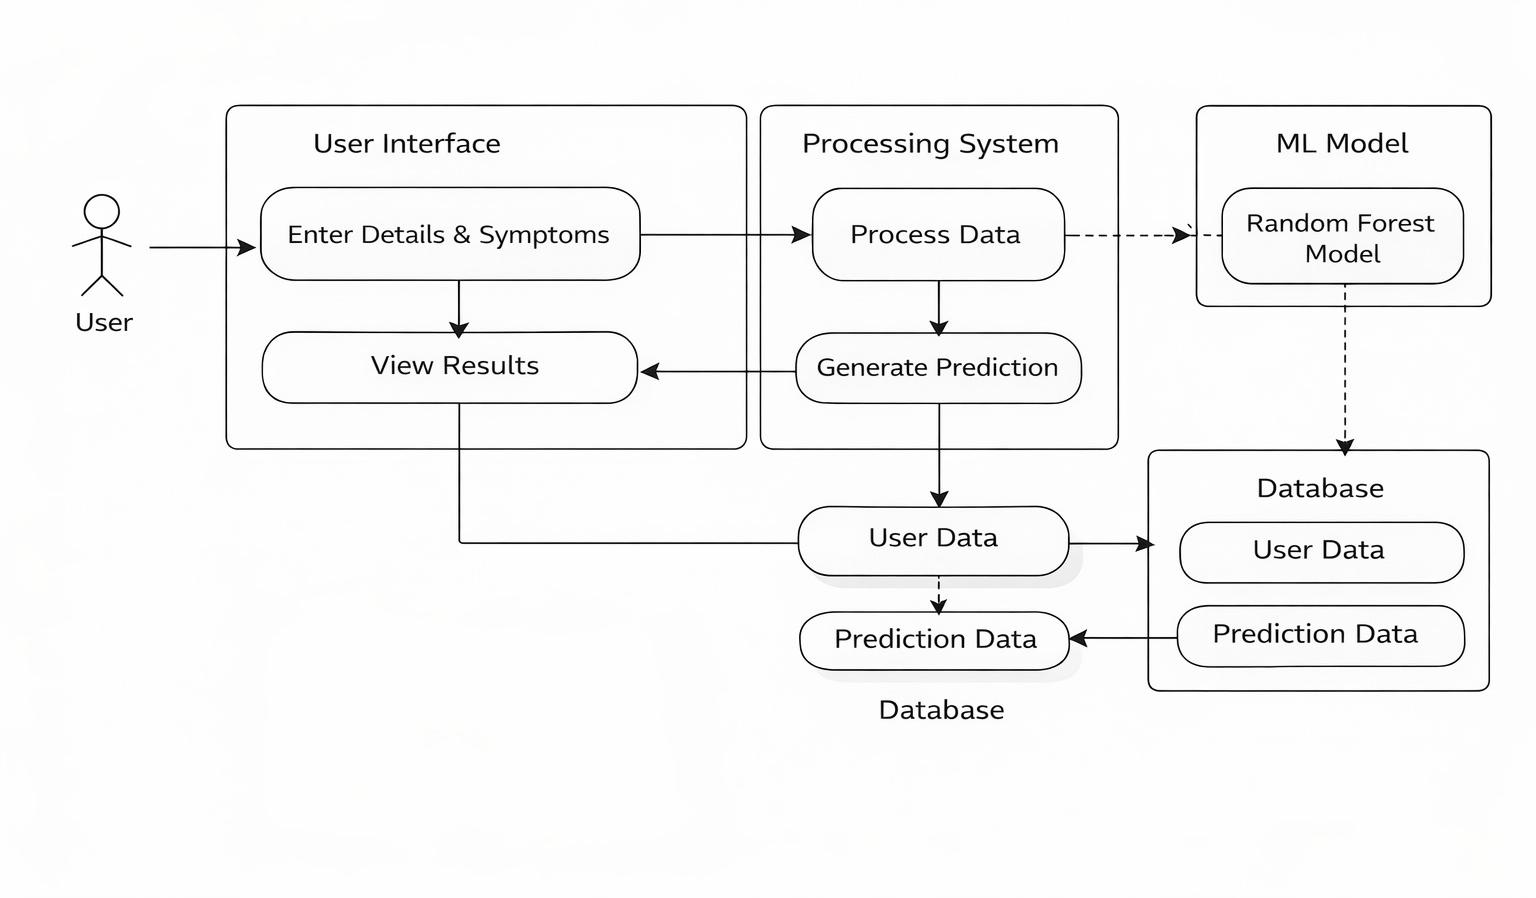 User Interface
Processing System
ML Model
Enter Details & Symptoms
Process Data
Random Forest
Model
User
View Results
Generate Prediction
Database
User Data
User Data
Prediction Data
Prediction Data
Database